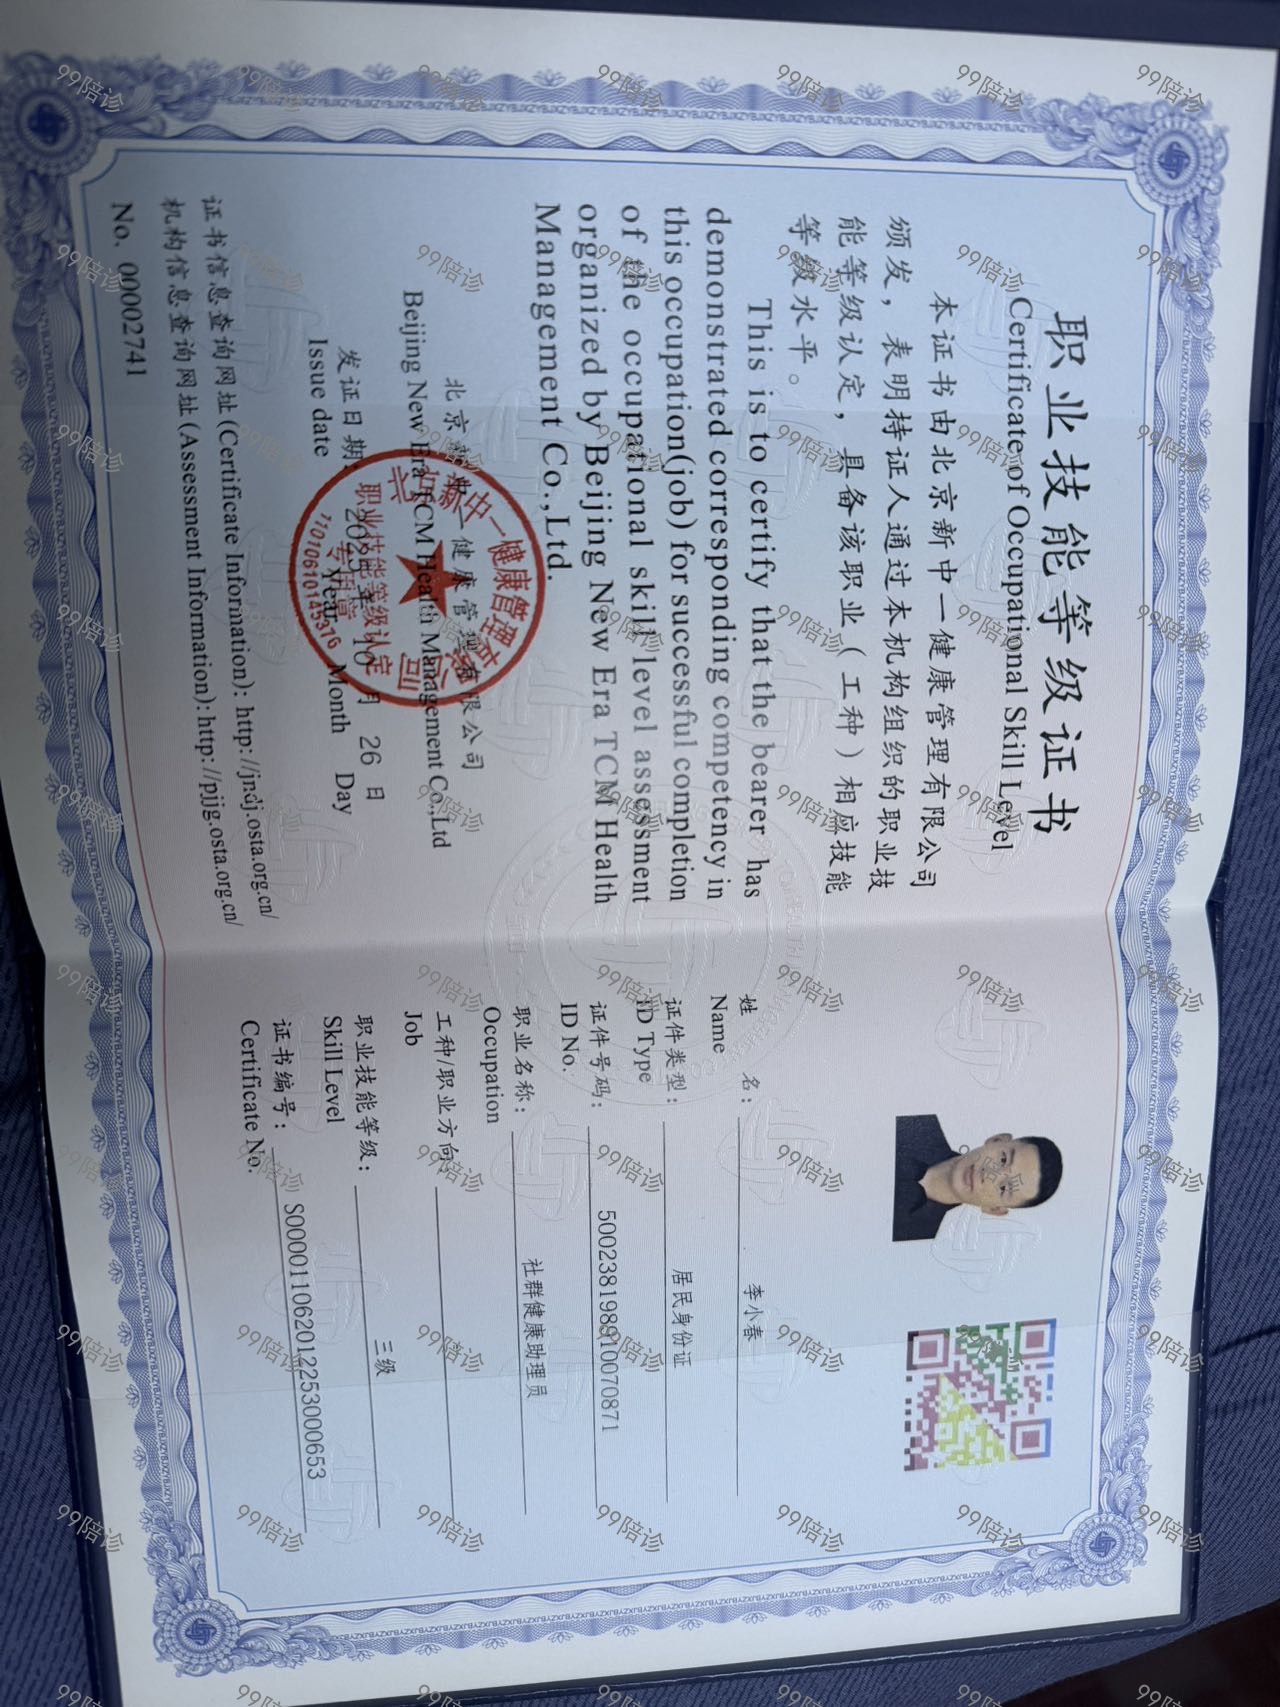 职业技能等级证书
Certificate of Occupational Skill Level
本证书由北京新中一健康管理有限公司
颁发，表明持证人通过本机构组织的职业技
能等级认定，具备该职业（工种）相应技能
等级水平。
This is to certify that the bearer has
demonstrated corresponding competency in
this occupation(job) for successful completion
of the occupational skill level assessment
organized by Beijing New Era TCM Health
Management Co.,Ltd.
北京新中一健康管理有限公司
Beijing New Era TCM Health Management Co.,Ltd
发证日期: 年 10 月 26 日
Issue date Year Month Day
职业技能等级认定
专用章
证书信息查询网址(Certificate Information): http://jndj.osta.org.cn/
机构信息查询网址(Assessment Information): http://pjjg.osta.org.cn/
No. 00002741
姓 名: 李小春
Name
证件类型: 居民身份证
ID Type
证件号码: 500238198910070871
ID No.
职业名称: 社群健康助理员
Occupation
工种/职业方向:
Job
职业技能等级: 三级
Skill Level
证书编号: S000011062012253000653
Certificate No.
99陪诊